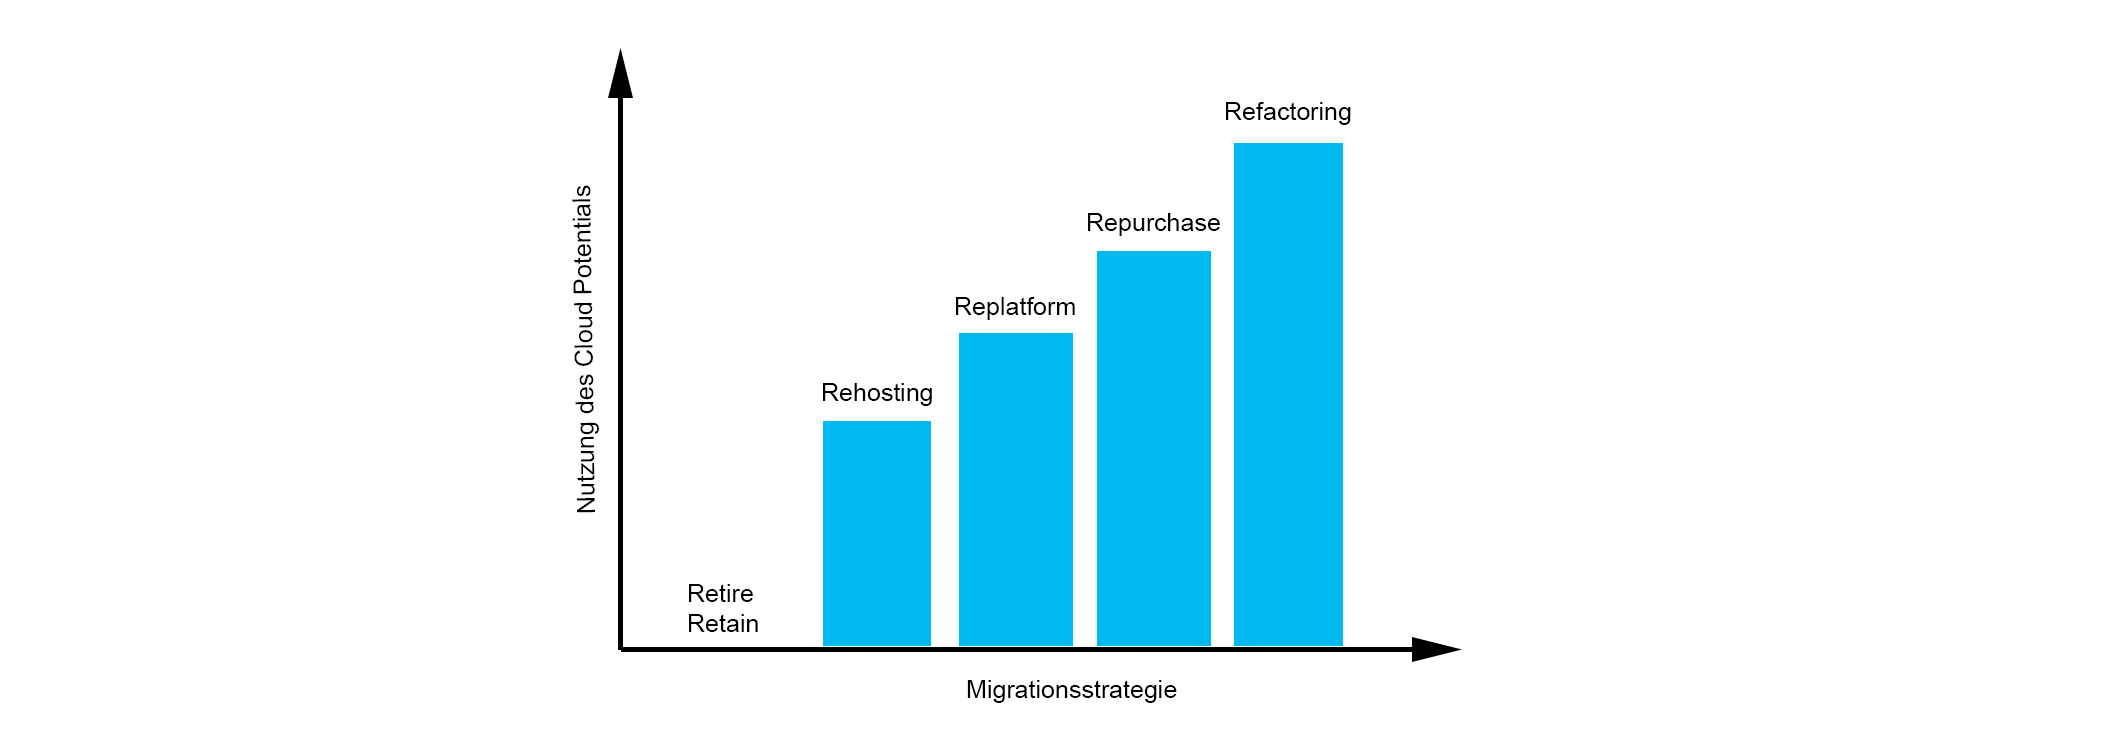 Refactoring
Repurchase
Replatform
Rehosting
Retire
Retain
Nutzung des Cloud Potentials
Migrationsstrategie